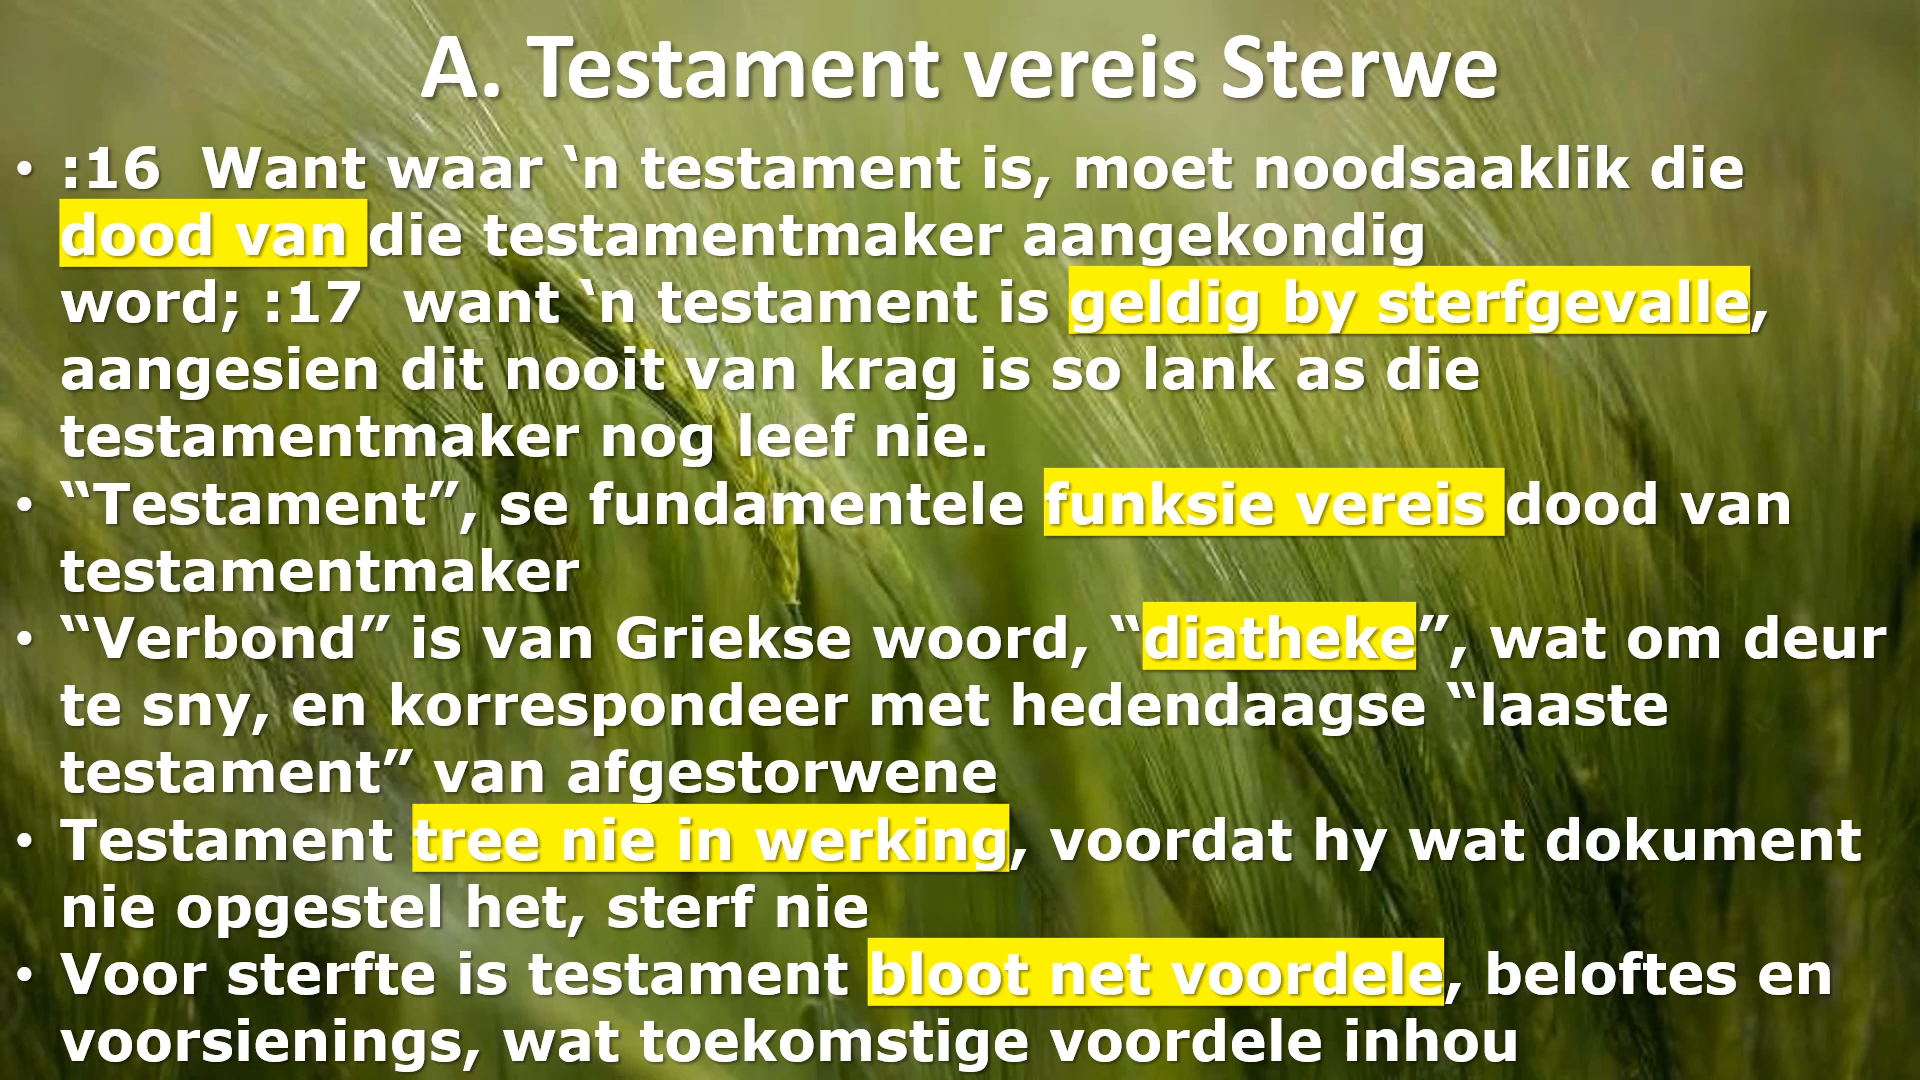 A. Testament vereis Sterwe
• :16  Want waar ‘n testament is, moet noodsaaklik die
dood van die testamentmaker aangekondig
word; :17  want ‘n testament is geldig by sterfgevalle,
aangesien dit nooit van krag is so lank as die
testamentmaker nog leef nie.
• “Testament”, se fundamentele funksie vereis dood van
testamentmaker
• “Verbond” is van Griekse woord, “diatheke”, wat om deur
te sny, en korrespondeer met hedendaagse “laaste
testament” van afgestorwene
• Testament tree nie in werking, voordat hy wat dokument
nie opgestel het, sterf nie
• Voor sterfte is testament bloot net voordele, beloftes en
voorsienings, wat toekomstige voordele inhou